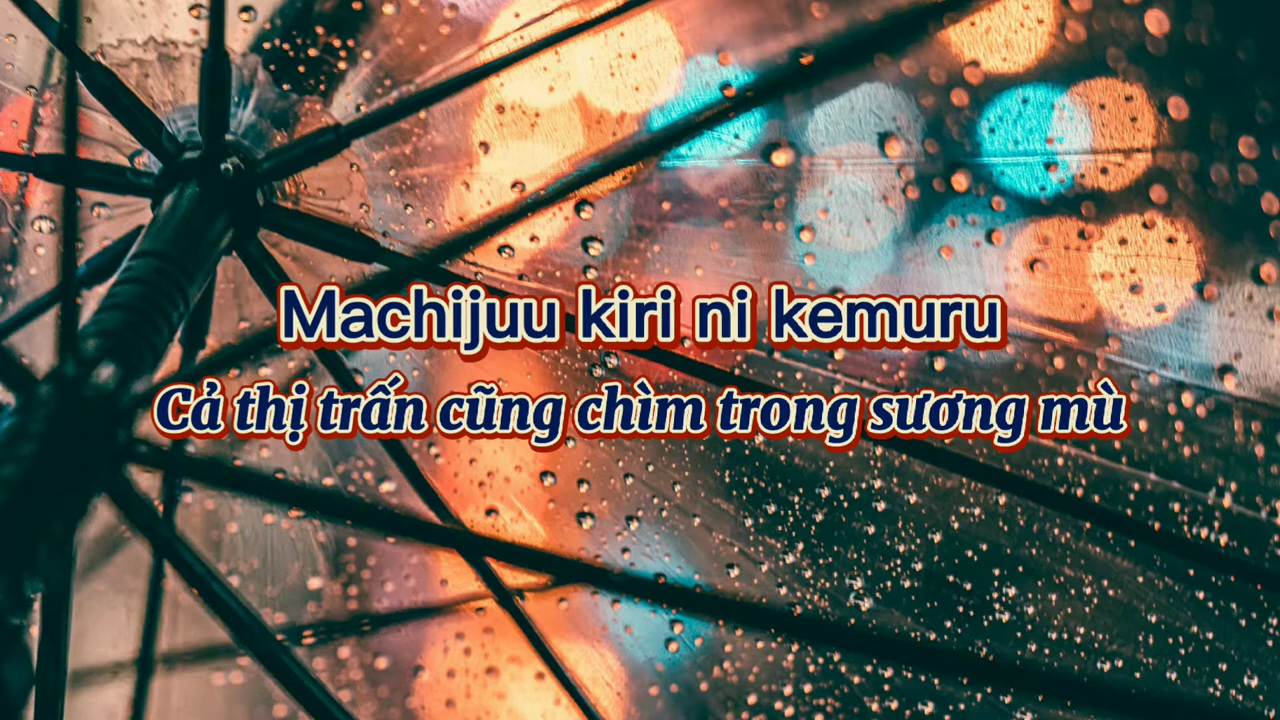 Machijuu kiri ni kemuru
Cả thị trấn cũng chìm trong sương mù